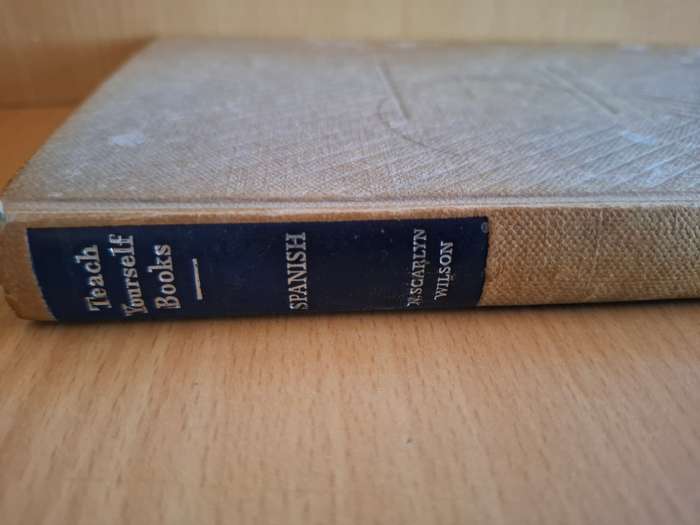 Teach
Yourself
Books
SPANISH
N. SCARLYN
WILSON